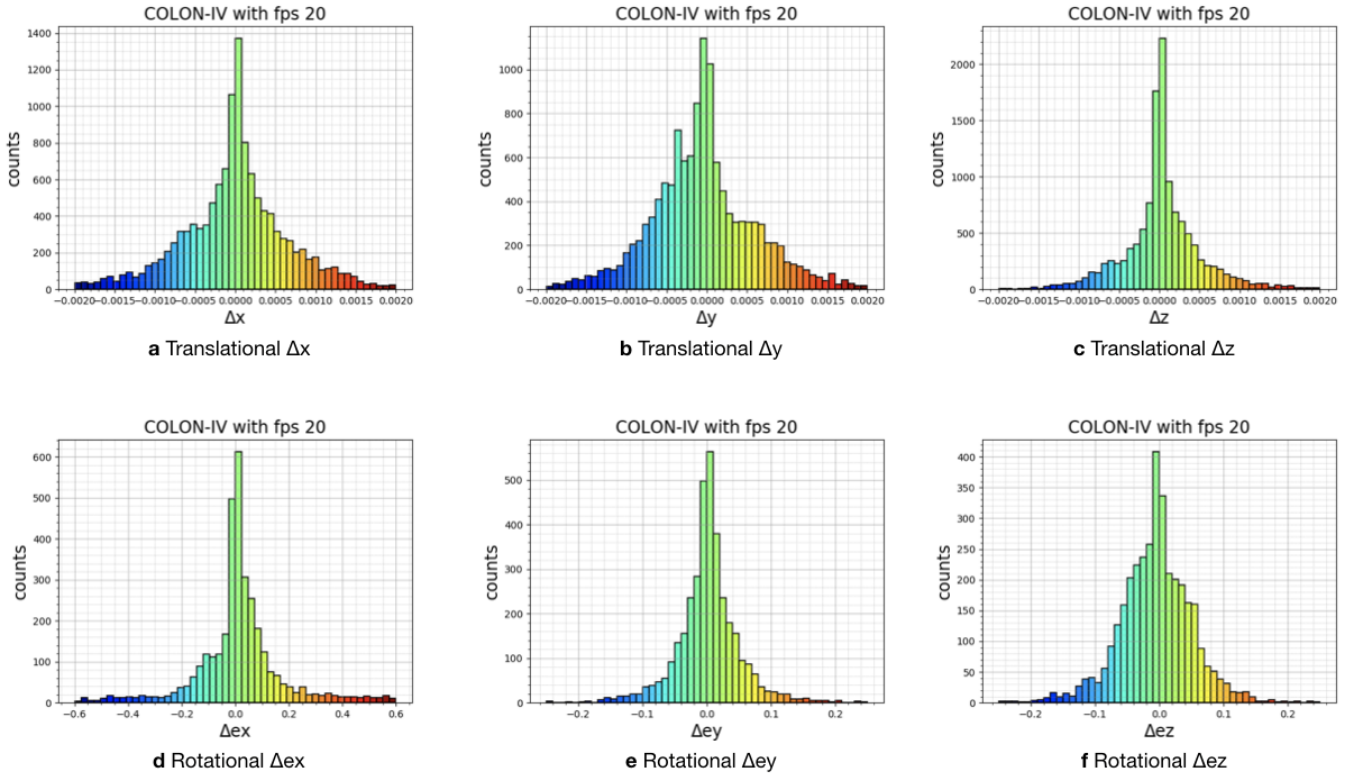 COLON-IV with fps 20
1400
1200
1000
800
600
400
200
0
counts
−0.0020 −0.0015 −0.0010 −0.0005 0.0000 0.0005 0.0010 0.0015 0.0020
Δx
a Translational Δx
COLON-IV with fps 20
1000
800
600
400
200
0
counts
−0.0020 −0.0015 −0.0010 −0.0005 0.0000 0.0005 0.0010 0.0015 0.0020
Δy
b Translational Δy
COLON-IV with fps 20
2000
1500
1000
500
0
counts
−0.0020 −0.0015 −0.0010 −0.0005 0.0000 0.0005 0.0010 0.0015 0.0020
Δz
c Translational Δz
COLON-IV with fps 20
600
500
400
300
200
100
0
counts
−0.6 −0.4 −0.2 0.0 0.2 0.4 0.6
Δex
d Rotational Δex
COLON-IV with fps 20
500
400
300
200
100
0
counts
−0.2 −0.1 0.0 0.1 0.2
Δey
e Rotational Δey
COLON-IV with fps 20
400
350
300
250
200
150
100
50
0
counts
−0.2 −0.1 0.0 0.1 0.2
Δez
f Rotational Δez